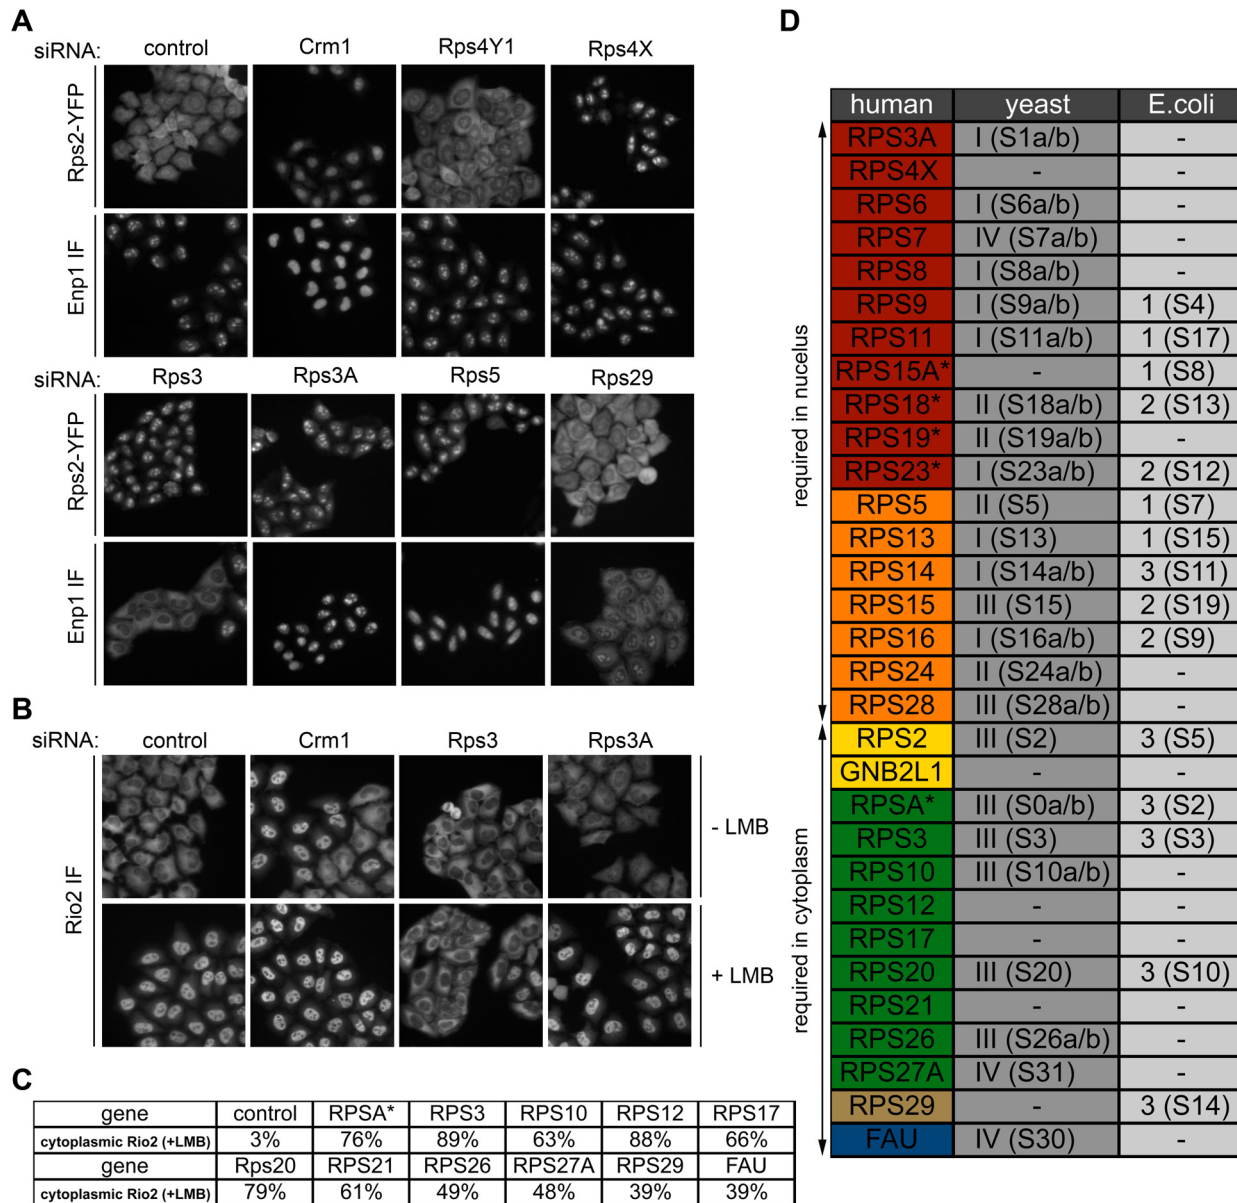 A
siRNA: control Crm1 Rps4Y1 Rps4X
Rps2-YFP
Enp1 IF
siRNA: Rps3 Rps3A Rps5 Rps29
Rps2-YFP
Enp1 IF
B
siRNA: control Crm1 Rps3 Rps3A
Rio2 IF
- LMB
+ LMB
C
gene control RPSA* RPS3 RPS10 RPS12 RPS17
cytoplasmic Rio2 (+LMB) 3% 76% 89% 63% 88% 66%
gene Rps20 RPS21 RPS26 RPS27A RPS29 FAU
cytoplasmic Rio2 (+LMB) 79% 61% 49% 48% 39% 39%
D
human yeast E.coli
required in nucelus
RPS3A I (S1a/b) -
RPS4X - -
RPS6 I (S6a/b) -
RPS7 IV (S7a/b) -
RPS8 I (S8a/b) -
RPS9 I (S9a/b) 1 (S4)
RPS11 I (S11a/b) 1 (S17)
RPS15A* - 1 (S8)
RPS18* II (S18a/b) 2 (S13)
RPS19* II (S19a/b) -
RPS23* I (S23a/b) 2 (S12)
RPS5 II (S5) 1 (S7)
RPS13 I (S13) 1 (S15)
RPS14 I (S14a/b) 3 (S11)
RPS15 III (S15) 2 (S19)
RPS16 I (S16a/b) 2 (S9)
RPS24 II (S24a/b) -
RPS28 III (S28a/b) -
required in cytoplasm
RPS2 III (S2) 3 (S5)
GNB2L1 - -
RPSA* III (S0a/b) 3 (S2)
RPS3 III (S3) 3 (S3)
RPS10 III (S10a/b) -
RPS12 - -
RPS17 - -
RPS20 III (S20) 3 (S10)
RPS21 - -
RPS26 III (S26a/b) -
RPS27A IV (S31) -
RPS29 - 3 (S14)
FAU IV (S30) -